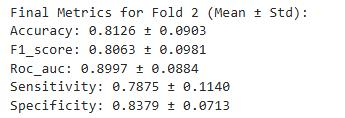 Final Metrics for Fold 2 (Mean ± Std):
Accuracy: 0.8126 ± 0.0903
F1_score: 0.8063 ± 0.0981
Roc_auc: 0.8997 ± 0.0884
Sensitivity: 0.7875 ± 0.1140
Specificity: 0.8379 ± 0.0713